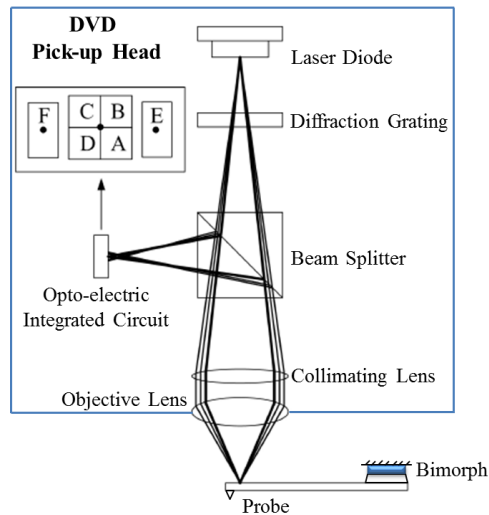 DVD
Pick-up Head
Laser Diode
F
C
B
E
D
A
Diffraction Grating
Beam Splitter
Opto-electric
Integrated Circuit
Collimating Lens
Objective Lens
Bimorph
Probe